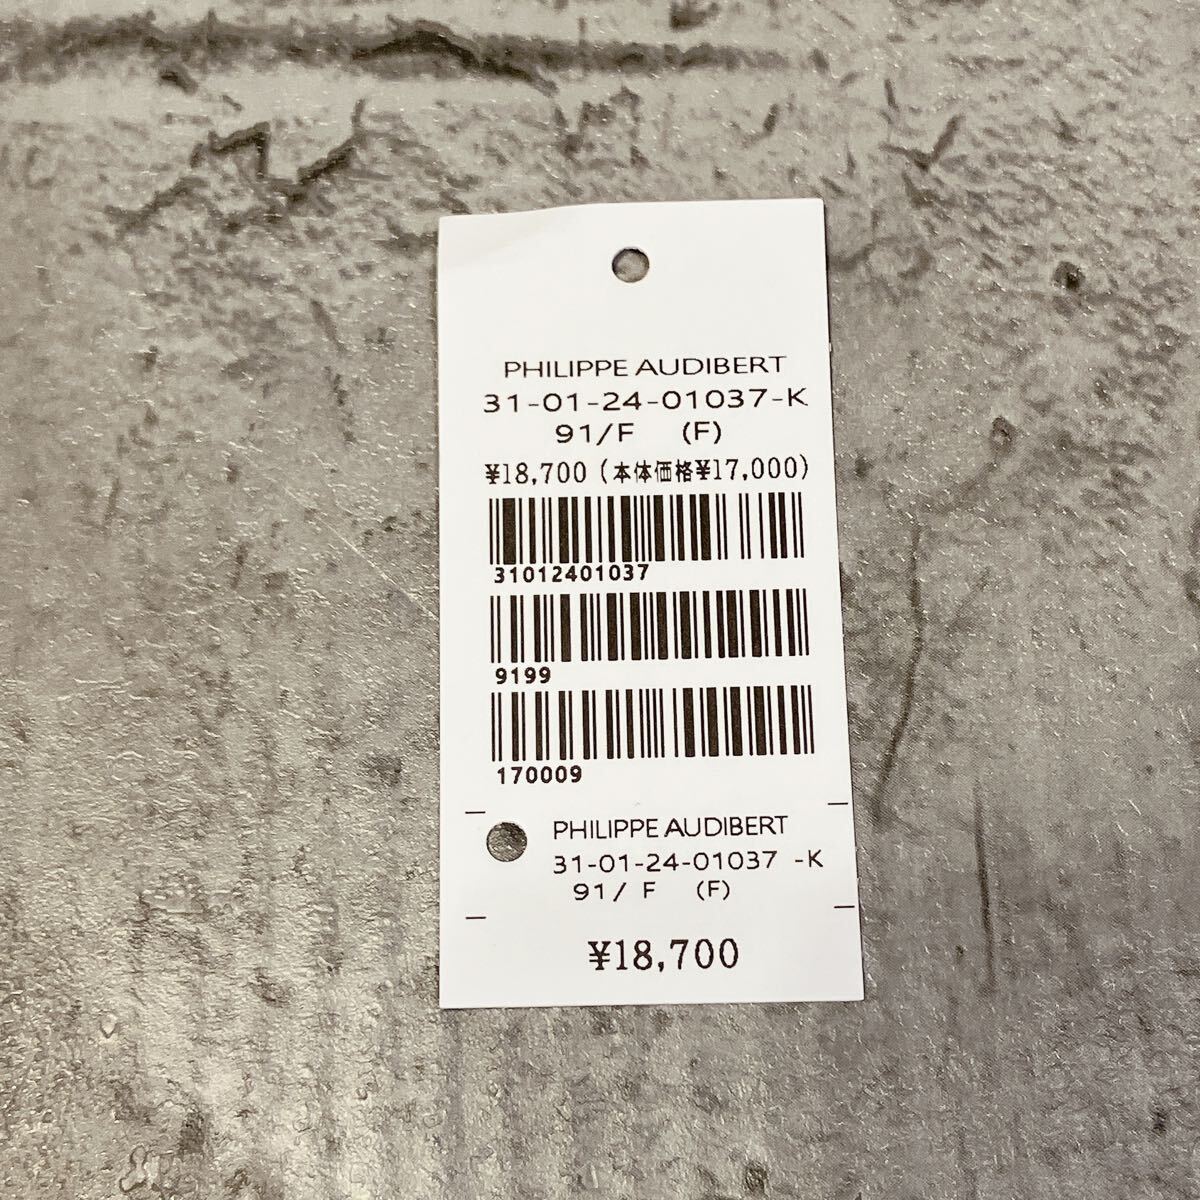 PHILIPPE AUDIBERT
31-01-24-01037-K
91/F (F)
¥18,700 (本体価格¥17,000)
31012401037
9199
170009
PHILIPPE AUDIBERT
31-01-24-01037 -K
91/ F (F)
¥18,700